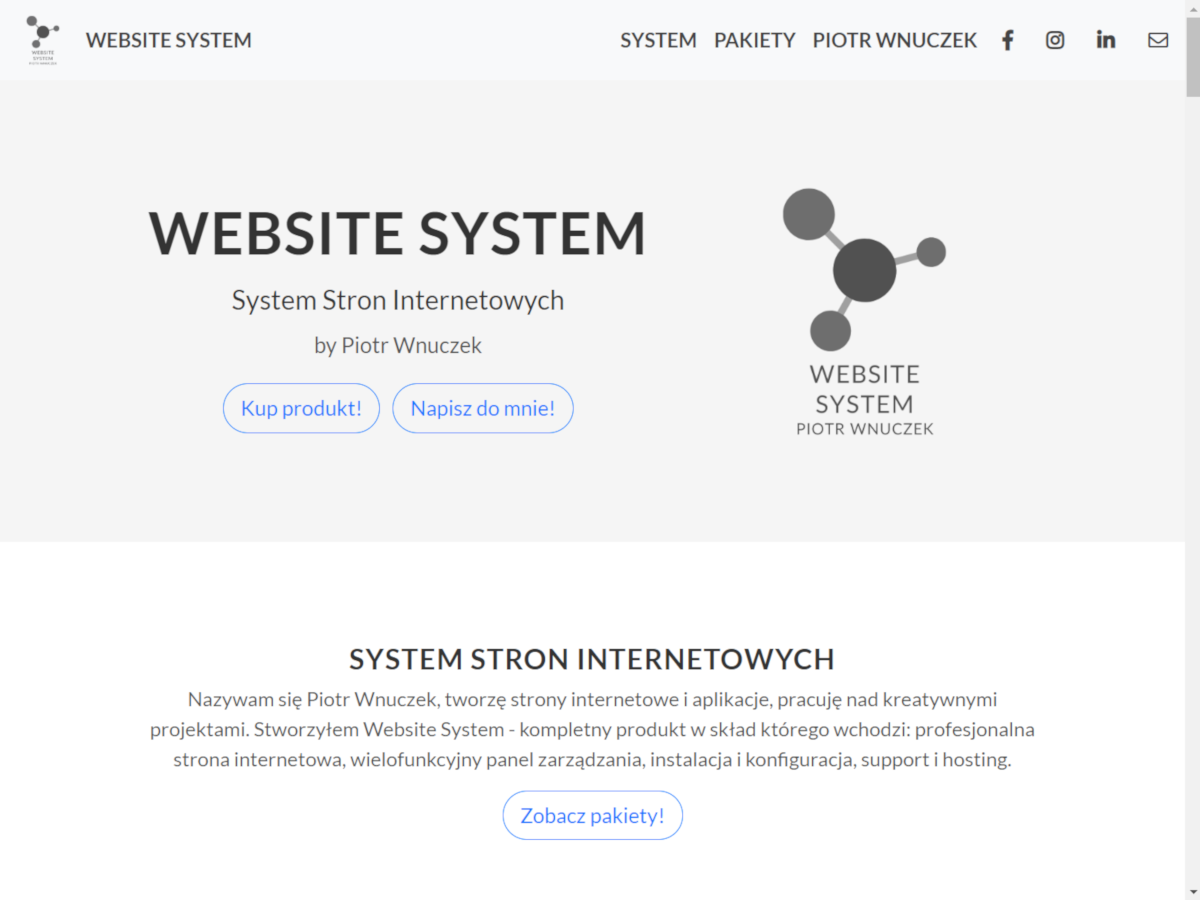 WEBSITE
SYSTEM
PIOTR WNUCZEK
WEBSITE SYSTEM
SYSTEM PAKIETY PIOTR WNUCZEK
WEBSITE SYSTEM
System Stron Internetowych
by Piotr Wnuczek
Kup produkt! Napisz do mnie!
WEBSITE
SYSTEM
PIOTR WNUCZEK
SYSTEM STRON INTERNETOWYCH
Nazywam się Piotr Wnuczek, tworzę strony internetowe i aplikacje, pracuję nad kreatywnymi
projektami. Stworzyłem Website System - kompletny produkt w skład którego wchodzi: profesjonalna
strona internetowa, wielofunkcyjny panel zarządzania, instalacja i konfiguracja, support i hosting.
Zobacz pakiety!